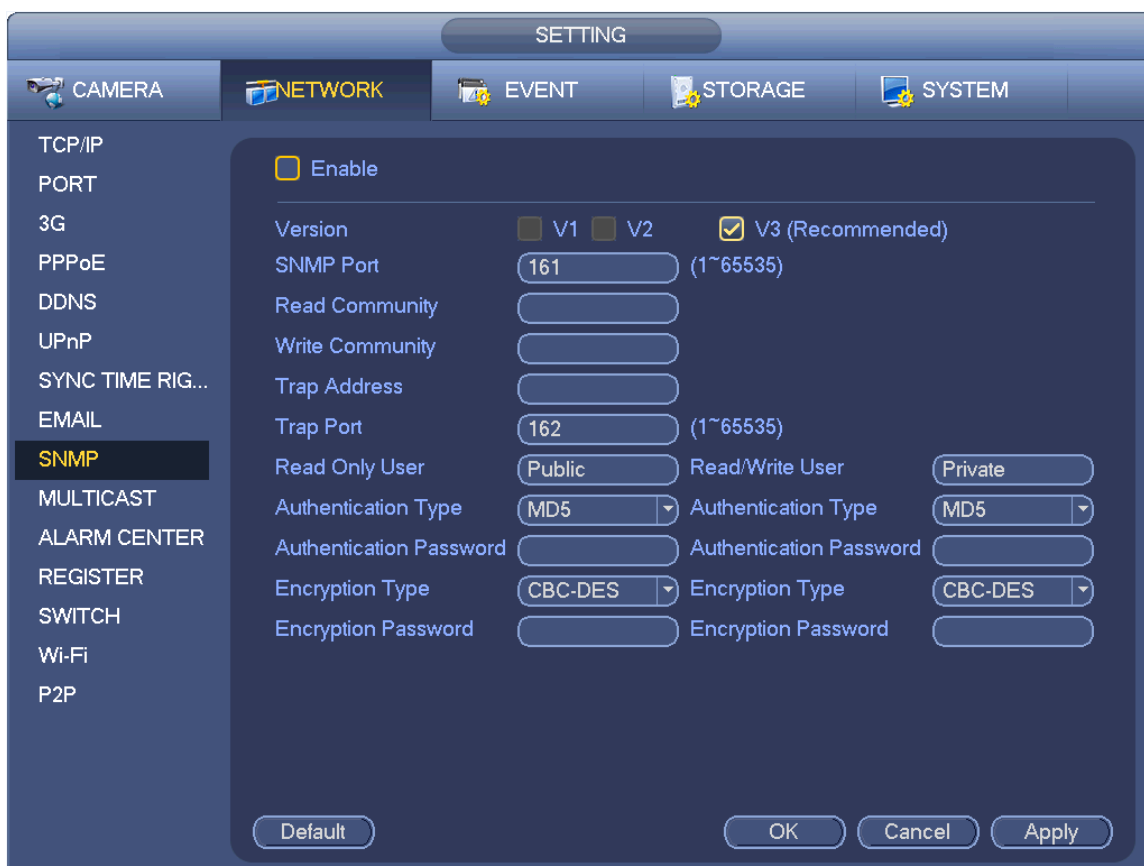 SETTING
CAMERA NETWORK EVENT STORAGE SYSTEM
TCP/IP
PORT
3G
PPPoE
DDNS
UPnP
SYNC TIME RIG...
EMAIL
SNMP
MULTICAST
ALARM CENTER
REGISTER
SWITCH
Wi-Fi
P2P
Enable
Version V1 V2 V3 (Recommended)
SNMP Port 161 (1~65535)
Read Community
Write Community
Trap Address
Trap Port 162 (1~65535)
Read Only User Public Read/Write User Private
Authentication Type MD5 Authentication Type MD5
Authentication Password Authentication Password
Encryption Type CBC-DES Encryption Type CBC-DES
Encryption Password Encryption Password
Default OK Cancel Apply